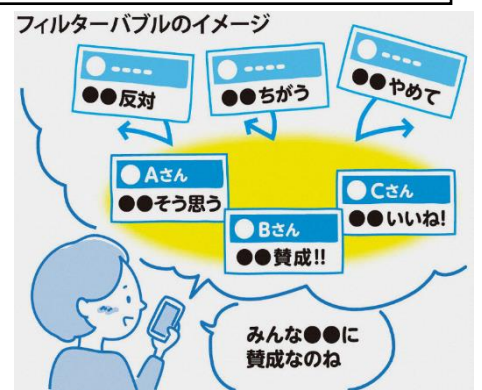 フィルターバブルのイメージ
●●反対
●●ちがう
●●やめて
Aさん
●●そう思う
Bさん
●●賛成!!
Cさん
●●いいね!
みんな●●に
賛成なのね